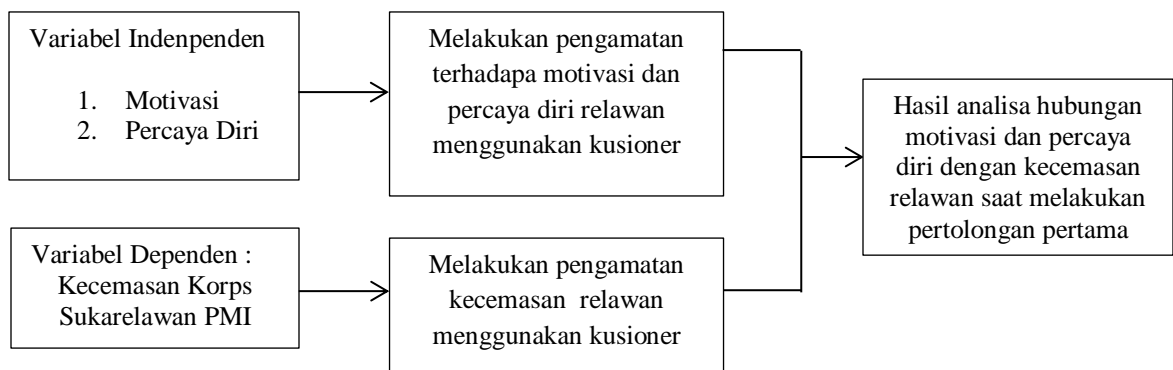 Variabel Indenpenden
1. Motivasi
2. Percaya Diri
Melakukan pengamatan
terhadapa motivasi dan
percaya diri relawan
menggunakan kusioner
Hasil analisa hubungan
motivasi dan percaya
diri dengan kecemasan
relawan saat melakukan
pertolongan pertama
Variabel Dependen :
Kecemasan Korps
Sukarelawan PMI
Melakukan pengamatan
kecemasan relawan
menggunakan kusioner